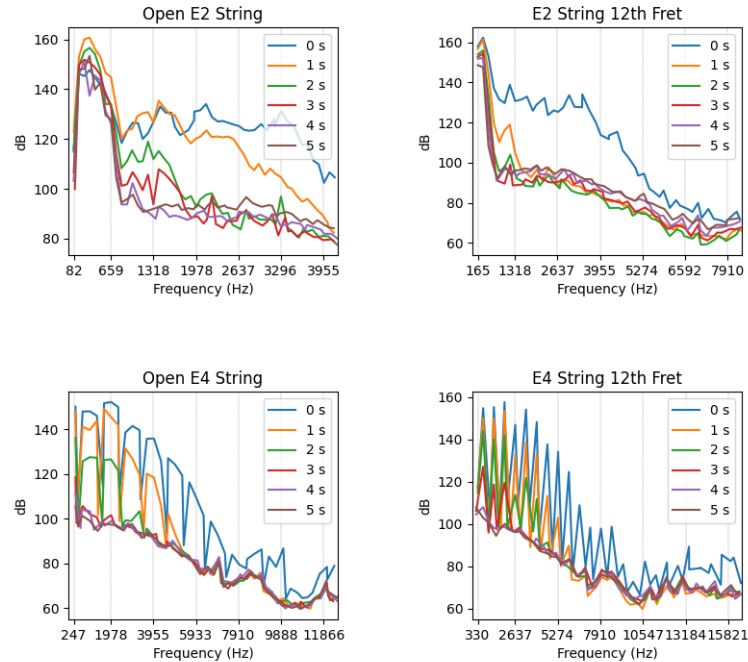 Open E2 String
160
140
120
100
80
dB
0 s
1 s
2 s
3 s
4 s
5 s
82 659 1318 1978 2637 3296 3955
Frequency (Hz)
E2 String 12th Fret
160
140
120
100
80
60
dB
0 s
1 s
2 s
3 s
4 s
5 s
165 1318 2637 3955 5274 6592 7910
Frequency (Hz)
Open E4 String
140
120
100
80
60
dB
0 s
1 s
2 s
3 s
4 s
5 s
247 1978 3955 5933 7910 9888 11866
Frequency (Hz)
E4 String 12th Fret
160
140
120
100
80
60
dB
0 s
1 s
2 s
3 s
4 s
5 s
330 2637 5274 7910 10547 13184 15821
Frequency (Hz)